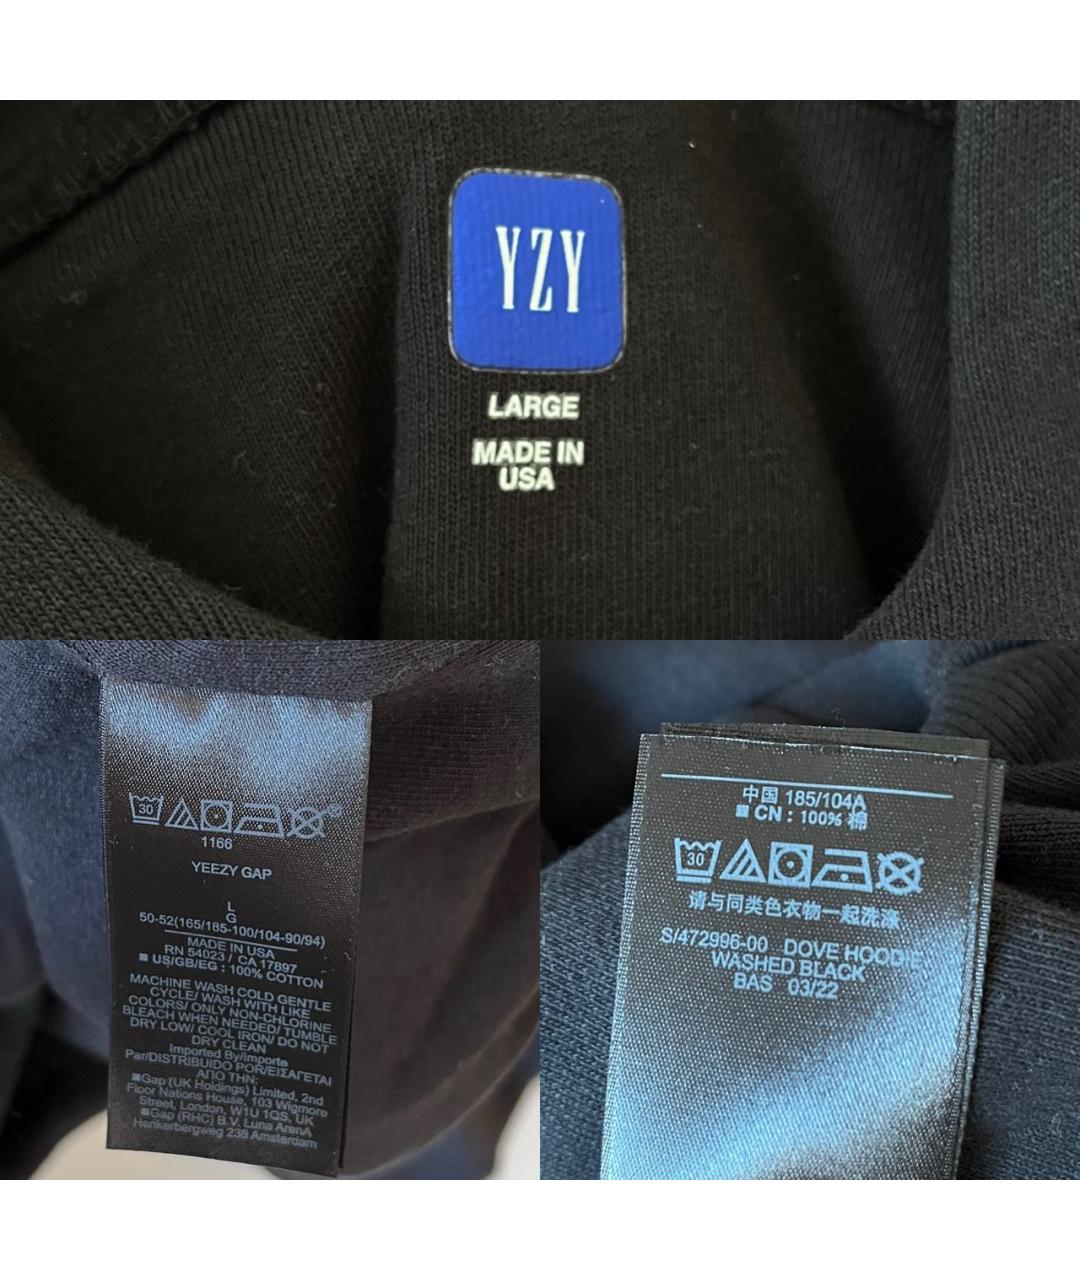 YZY
LARGE
MADE IN
USA
30
1166
YEEZY GAP
L
G
50-52(165/185-100/104-90/94)
MADE IN USA
RN 54023 / CA 17897
■ US/GB/EG : 100% COTTON
MACHINE WASH COLD GENTLE
CYCLE/ WASH WITH LIKE
COLORS/ ONLY NON-CHLORINE
BLEACH WHEN NEEDED/ TUMBLE
DRY LOW/ COOL IRON/ DO NOT
DRY CLEAN
Imported By/Importe
Par/DISTRIBUIDO POR/ΕΙΣΑΓΕΤΑΙ
ΑΠΟ ΤΗΝ:
■Gap (UK Holdings) Limited, 2nd
Floor Nations House, 103 Wigmore
Street, London, W1U 1QS, UK
■Gap (RHC) B.V. Luna ArenA
Herikerbergweg 238 Amsterdam
中国 185/104A
■ CN : 100% 棉
30
请与同类色衣物一起洗涤
S/472996-00 DOVE HOODIE
WASHED BLACK
BAS 03/22